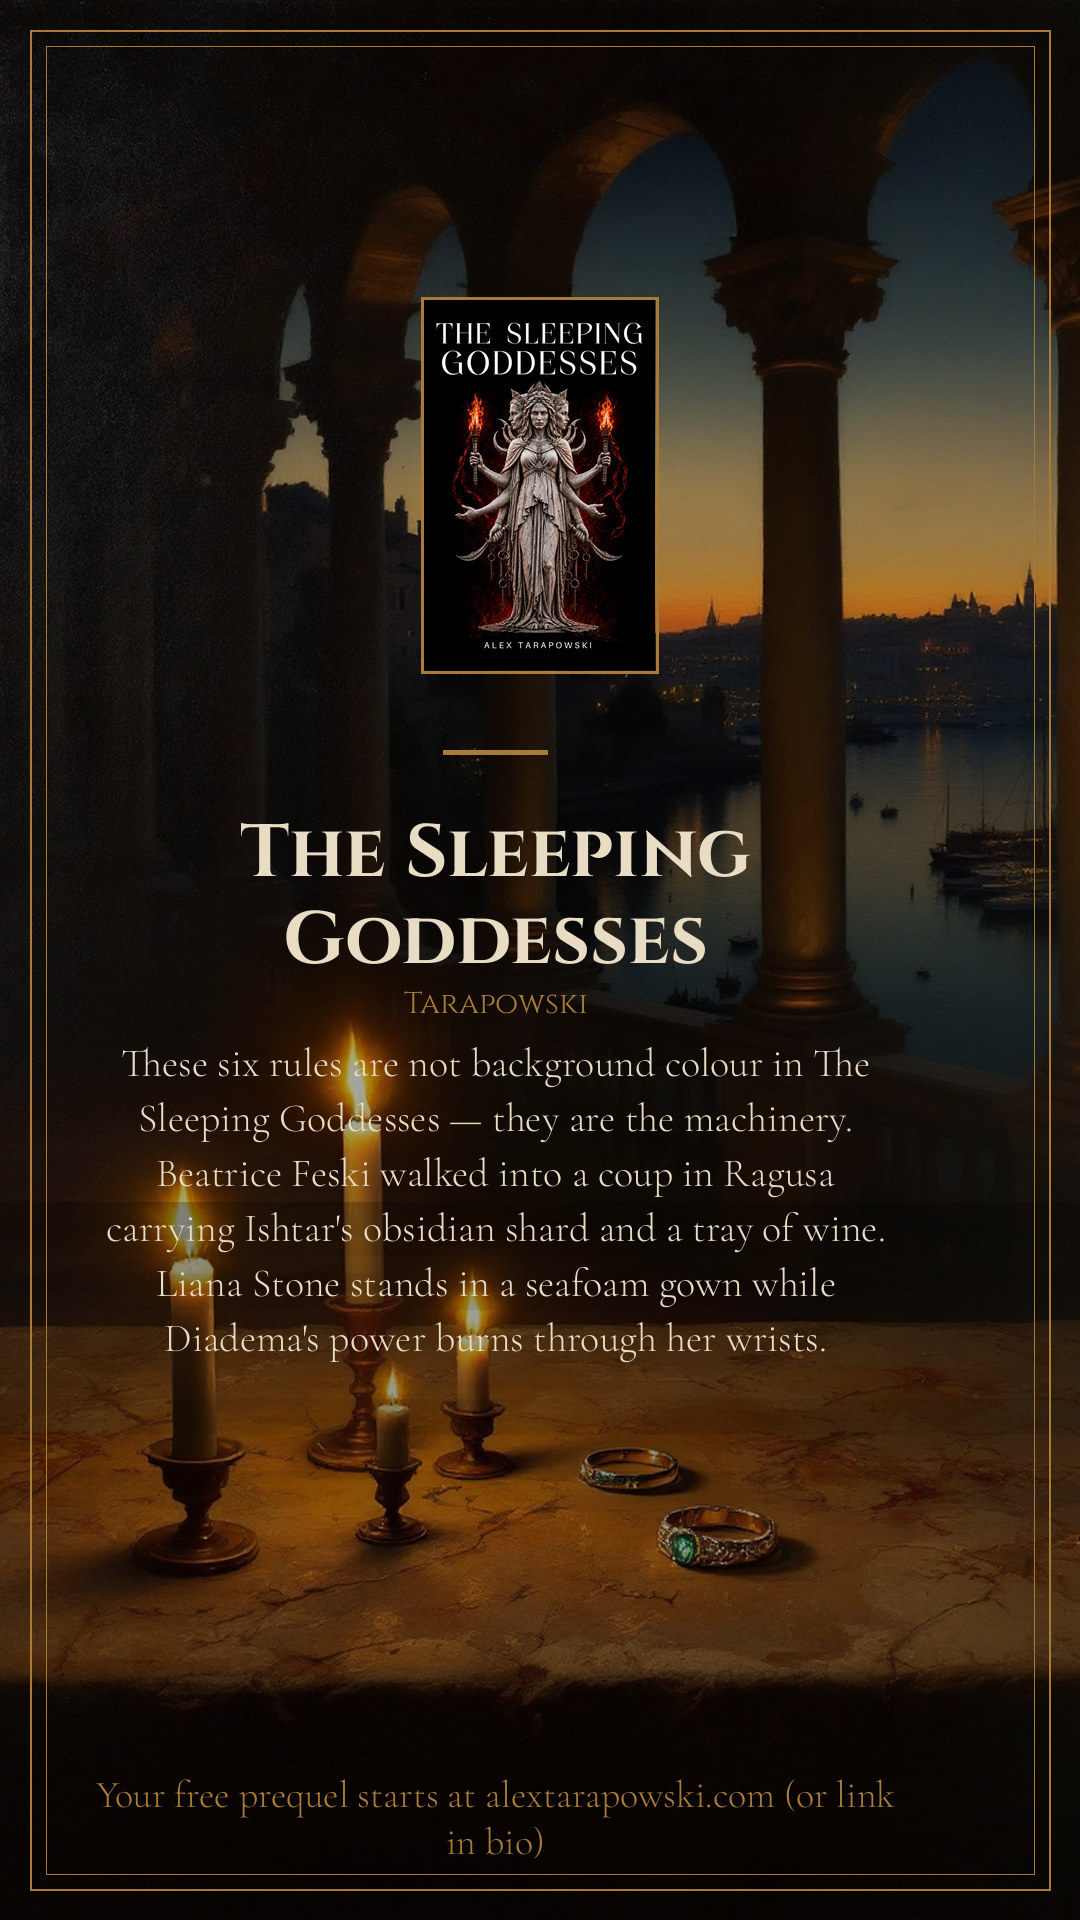 THE SLEEPING
GODDESSES
ALEX TARAPOWSKI
The Sleeping
Goddesses
Tarapowski
These six rules are not background colour in The
Sleeping Goddesses — they are the machinery.
Beatrice Feski walked into a coup in Ragusa
carrying Ishtar's obsidian shard and a tray of wine.
Liana Stone stands in a seafoam gown while
Diadema's power burns through her wrists.
Your free prequel starts at alextarapowski.com (or link
in bio)